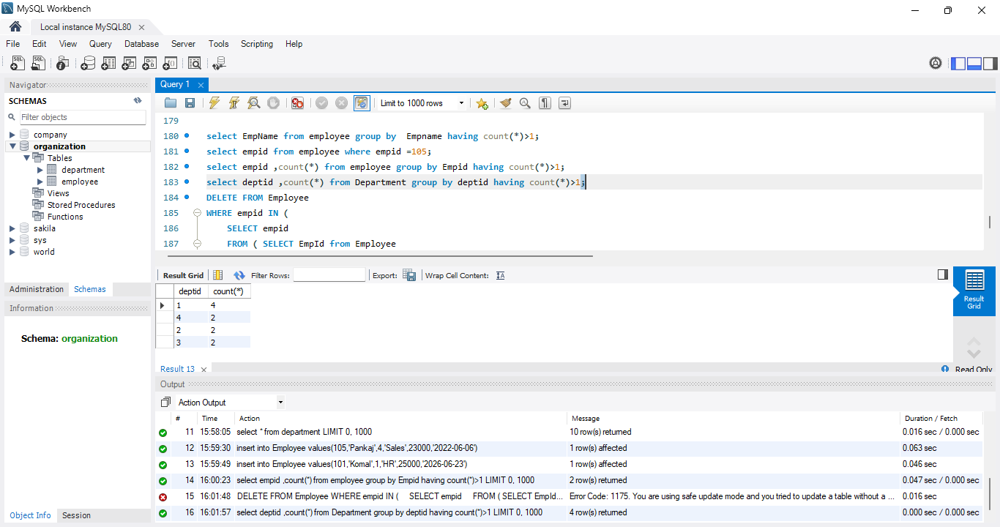 MySQL Workbench
Local instance MySQL80
File Edit View Query Database Server Tools Scripting Help
Navigator
SCHEMAS
Filter objects
company
organization
Tables
department
employee
Views
Stored Procedures
Functions
sakila
sys
world
Administration Schemas
Information
Schema: organization
Object Info Session
Query 1
Limit to 1000 rows
179
180 select EmpName from employee group by  Empname having count(*)>1;
181 select empid from employee where empid =105;
182 select empid ,count(*) from employee group by Empid having count(*)>1;
183 select deptid ,count(*) from Department group by deptid having count(*)>1;
184 DELETE FROM Employee
185 WHERE empid IN (
186 SELECT empid
187 FROM ( SELECT EmpId from Employee
Result Grid Filter Rows: Export: Wrap Cell Content:
deptid count(*)
1 4
4 2
2 2
3 2
Result Grid
Result 13
Read Only
Output
Action Output
# Time Action Message Duration / Fetch
11 15:58:05 select * from department LIMIT 0, 1000 10 row(s) returned 0.016 sec / 0.000 sec
12 15:59:30 insert into Employee values(105,'Pankaj',4,'Sales',23000,'2022-06-06') 1 row(s) affected 0.063 sec
13 15:59:49 insert into Employee values(101,'Komal',1,'HR',25000,'2026-06-23') 1 row(s) affected 0.046 sec
14 16:00:23 select empid ,count(*) from employee group by Empid having count(*)>1 LIMIT 0, 1000 2 row(s) returned 0.047 sec / 0.000 sec
15 16:01:48 DELETE FROM Employee WHERE empid IN ( SELECT empid FROM ( SELECT EmpId... Error Code: 1175. You are using safe update mode and you tried to update a table without a ... 0.016 sec
16 16:01:57 select deptid ,count(*) from Department group by deptid having count(*)>1 LIMIT 0, 1000 4 row(s) returned 0.000 sec / 0.000 sec